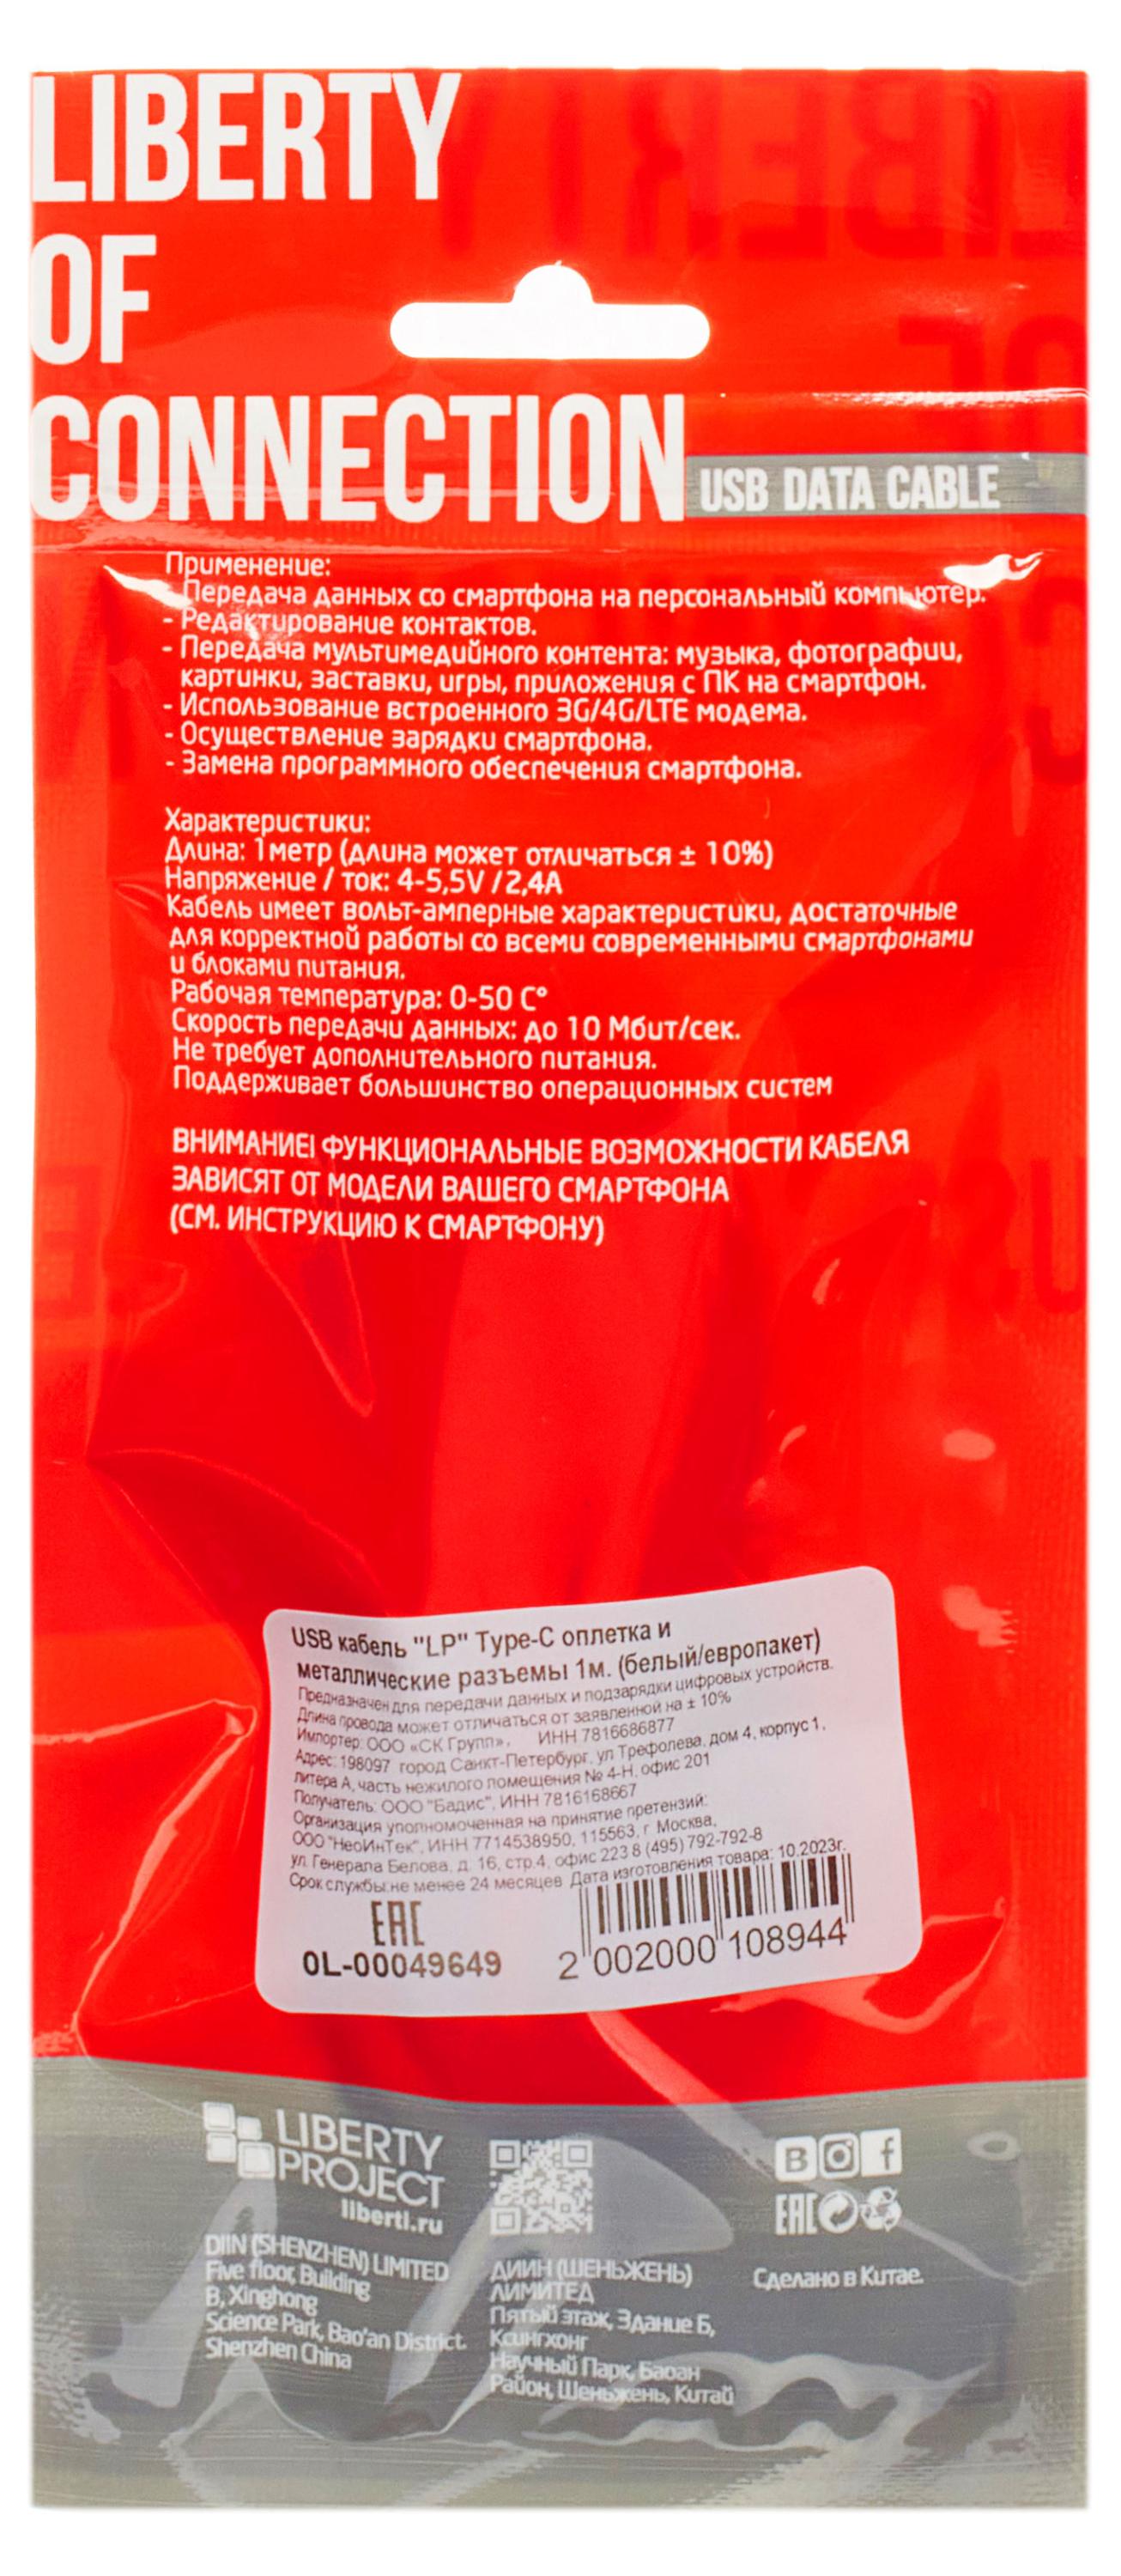 LIBERTY
OF
CONNECTION
USB DATA CABLE
Применение:
- Передача данных со смартфона на персональный компьютер.
- Редактирование контактов.
- Передача мультимедийного контента: музыка, фотографии,
картинки, заставки, игры, приложения с ПК на смартфон.
- Использование встроенного 3G/4G/LTE модема.
- Осуществление зарядки смартфона.
- Замена программного обеспечения смартфона.
Характеристики:
Длина: 1метр (длина может отличаться ± 10%)
Напряжение / ток: 4-5,5V /2,4A
Кабель имеет вольт-амперные характеристики, достаточные
для корректной работы со всеми современными смартфонами
и блоками питания.
Рабочая температура: 0-50 C°
Скорость передачи данных: до 10 Мбит/сек.
Не требует дополнительного питания.
Поддерживает большинство операционных систем
ВНИМАНИЕ! ФУНКЦИОНАЛЬНЫЕ ВОЗМОЖНОСТИ КАБЕЛЯ
ЗАВИСЯТ ОТ МОДЕЛИ ВАШЕГО СМАРТФОНА
(СМ. ИНСТРУКЦИЮ К СМАРТФОНУ)
USB кабель "LP" Type-C оплетка и
металлические разъемы 1м. (белый/европакет)
Предназначен для передачи данных и подзарядки цифровых устройств.
Длина провода может отличаться от заявленной на ± 10%
Импортер: ООО «СК Групп», ИНН 7816686877
Адрес: 198097 город Санкт-Петербург, ул Трефолева, дом 4, корпус 1,
литера А, часть нежилого помещения № 4-Н, офис 201
Получатель: ООО "Бадис", ИНН 7816168667
Организация уполномоченная на принятие претензий:
ООО "НеоИнТек", ИНН 7714538950, 115563, г Москва,
ул. Генерала Белова, д. 16, стр.4, офис 223 8 (495) 792-792-8
Срок службы:не менее 24 месяцев Дата изготовления товара: 10.2023г.
EAC
0L-00049649
2 002000 108944
LIBERTY
PROJECT
liberti.ru
DIIN (SHENZHEN) LIMITED
Five floor, Building
B, Xinghong
Science Park, Bao'an District.
Shenzhen China
ДИИН (ШЕНЬЖЕНЬ)
ЛИМИТЕД
Пятый этаж, Здание Б,
Ксингхонг
Научный Парк, Баоан
Район, Шеньжень, Китай
B f
EAC
Сделано в Китае.